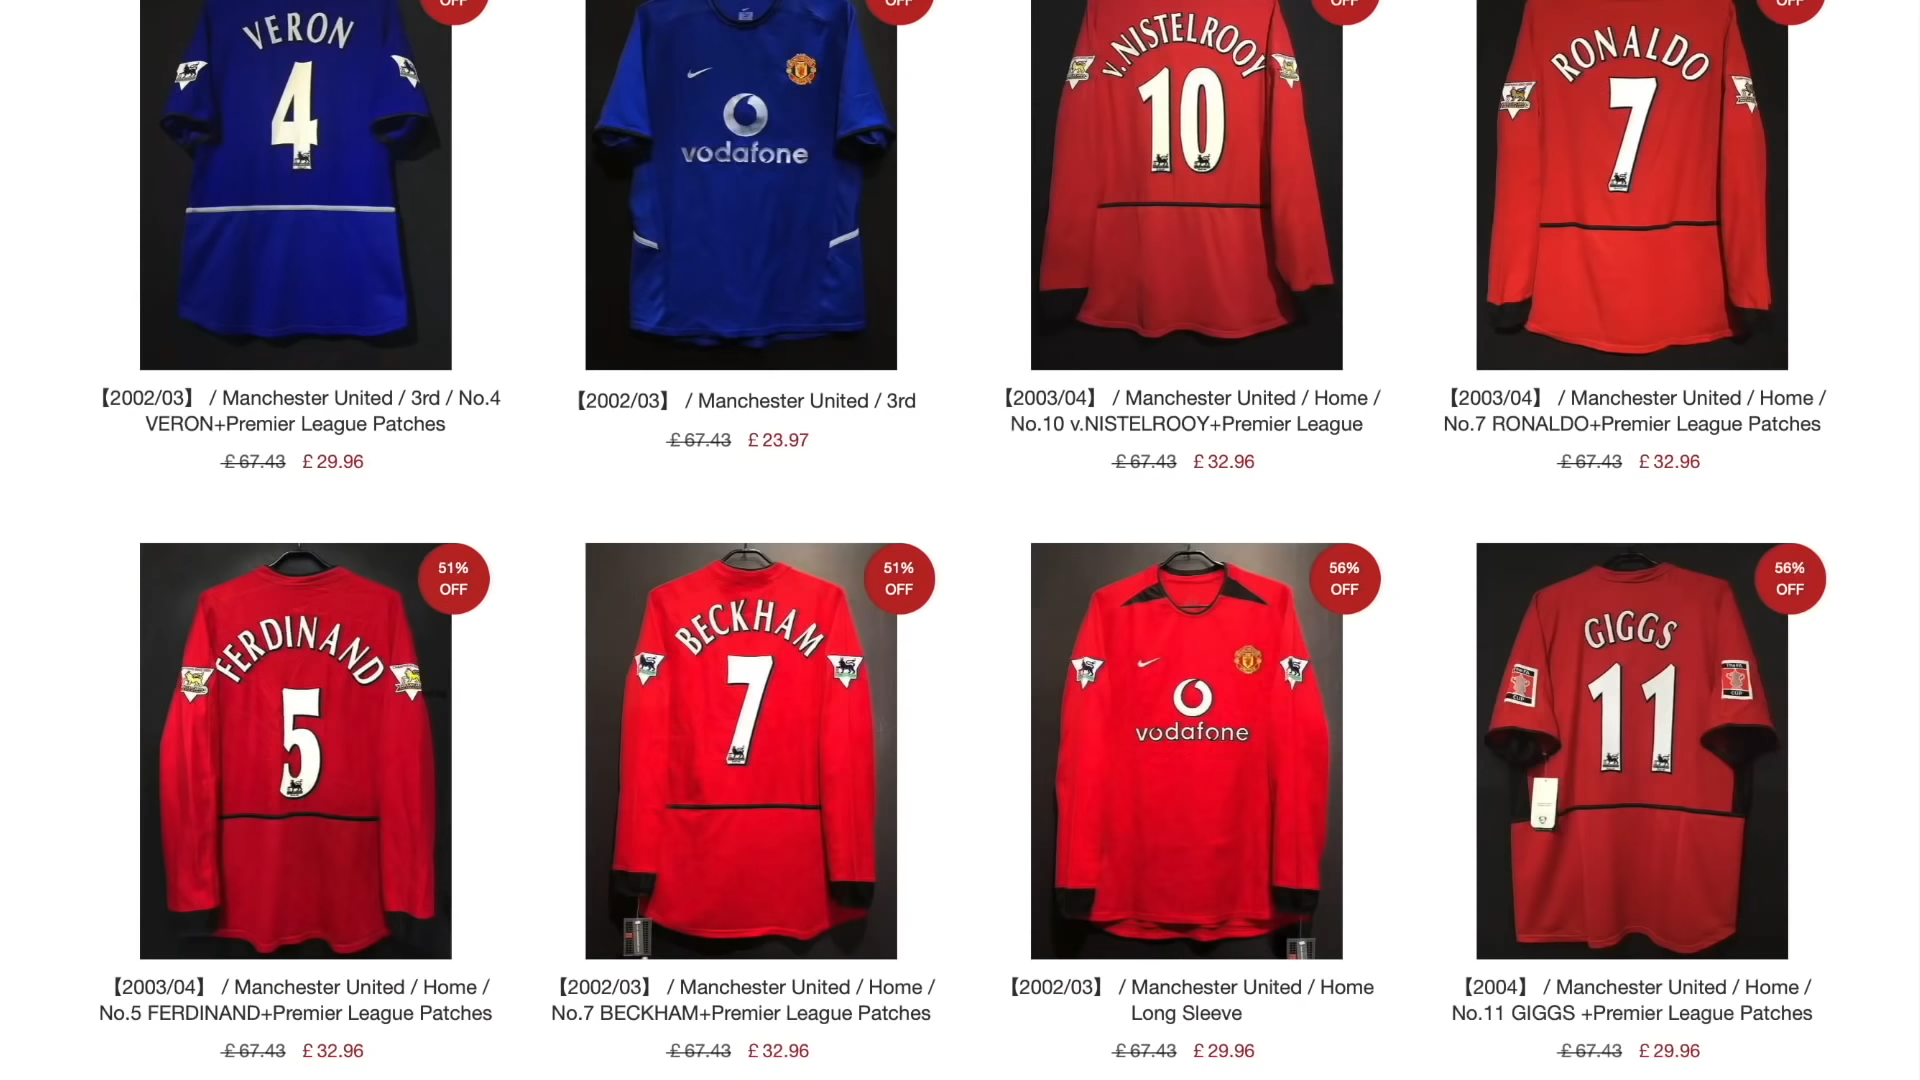 OFF
OFF
OFF
OFF
VERON
4
vodafone
V.NISTELROOY
10
RONALDO
7
【2002/03】 / Manchester United / 3rd / No.4
VERON+Premier League Patches
£ 67.43 £ 29.96
【2002/03】 / Manchester United / 3rd
£ 67.43 £ 23.97
【2003/04】 / Manchester United / Home /
No.10 v.NISTELROOY+Premier League
£ 67.43 £ 32.96
【2003/04】 / Manchester United / Home /
No.7 RONALDO+Premier League Patches
£ 67.43 £ 32.96
51%
OFF
FERDINAND
5
51%
OFF
BECKHAM
7
56%
OFF
vodafone
56%
OFF
GIGGS
11
【2003/04】 / Manchester United / Home /
No.5 FERDINAND+Premier League Patches
£ 67.43 £ 32.96
【2002/03】 / Manchester United / Home /
No.7 BECKHAM+Premier League Patches
£ 67.43 £ 32.96
【2002/03】 / Manchester United / Home
Long Sleeve
£ 67.43 £ 29.96
【2004】 / Manchester United / Home /
No.11 GIGGS +Premier League Patches
£ 67.43 £ 29.96